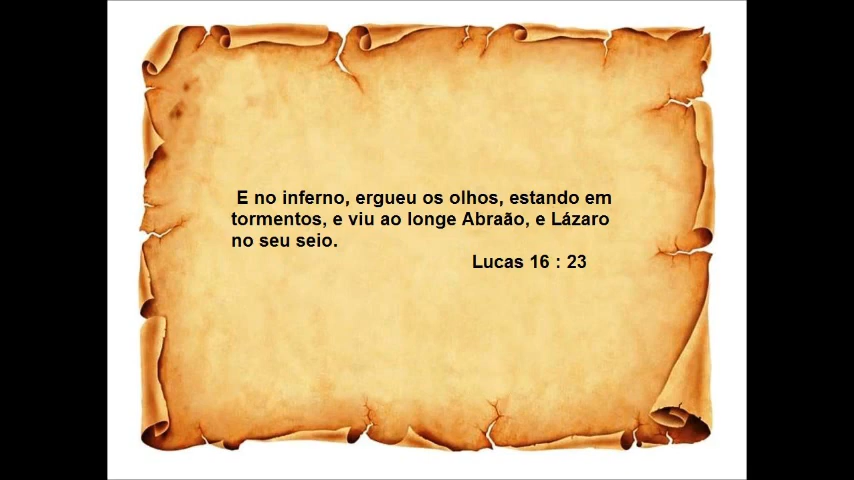 E no inferno, ergueu os olhos, estando em
tormentos, e viu ao longe Abraão, e Lázaro
no seu seio.
Lucas 16 : 23